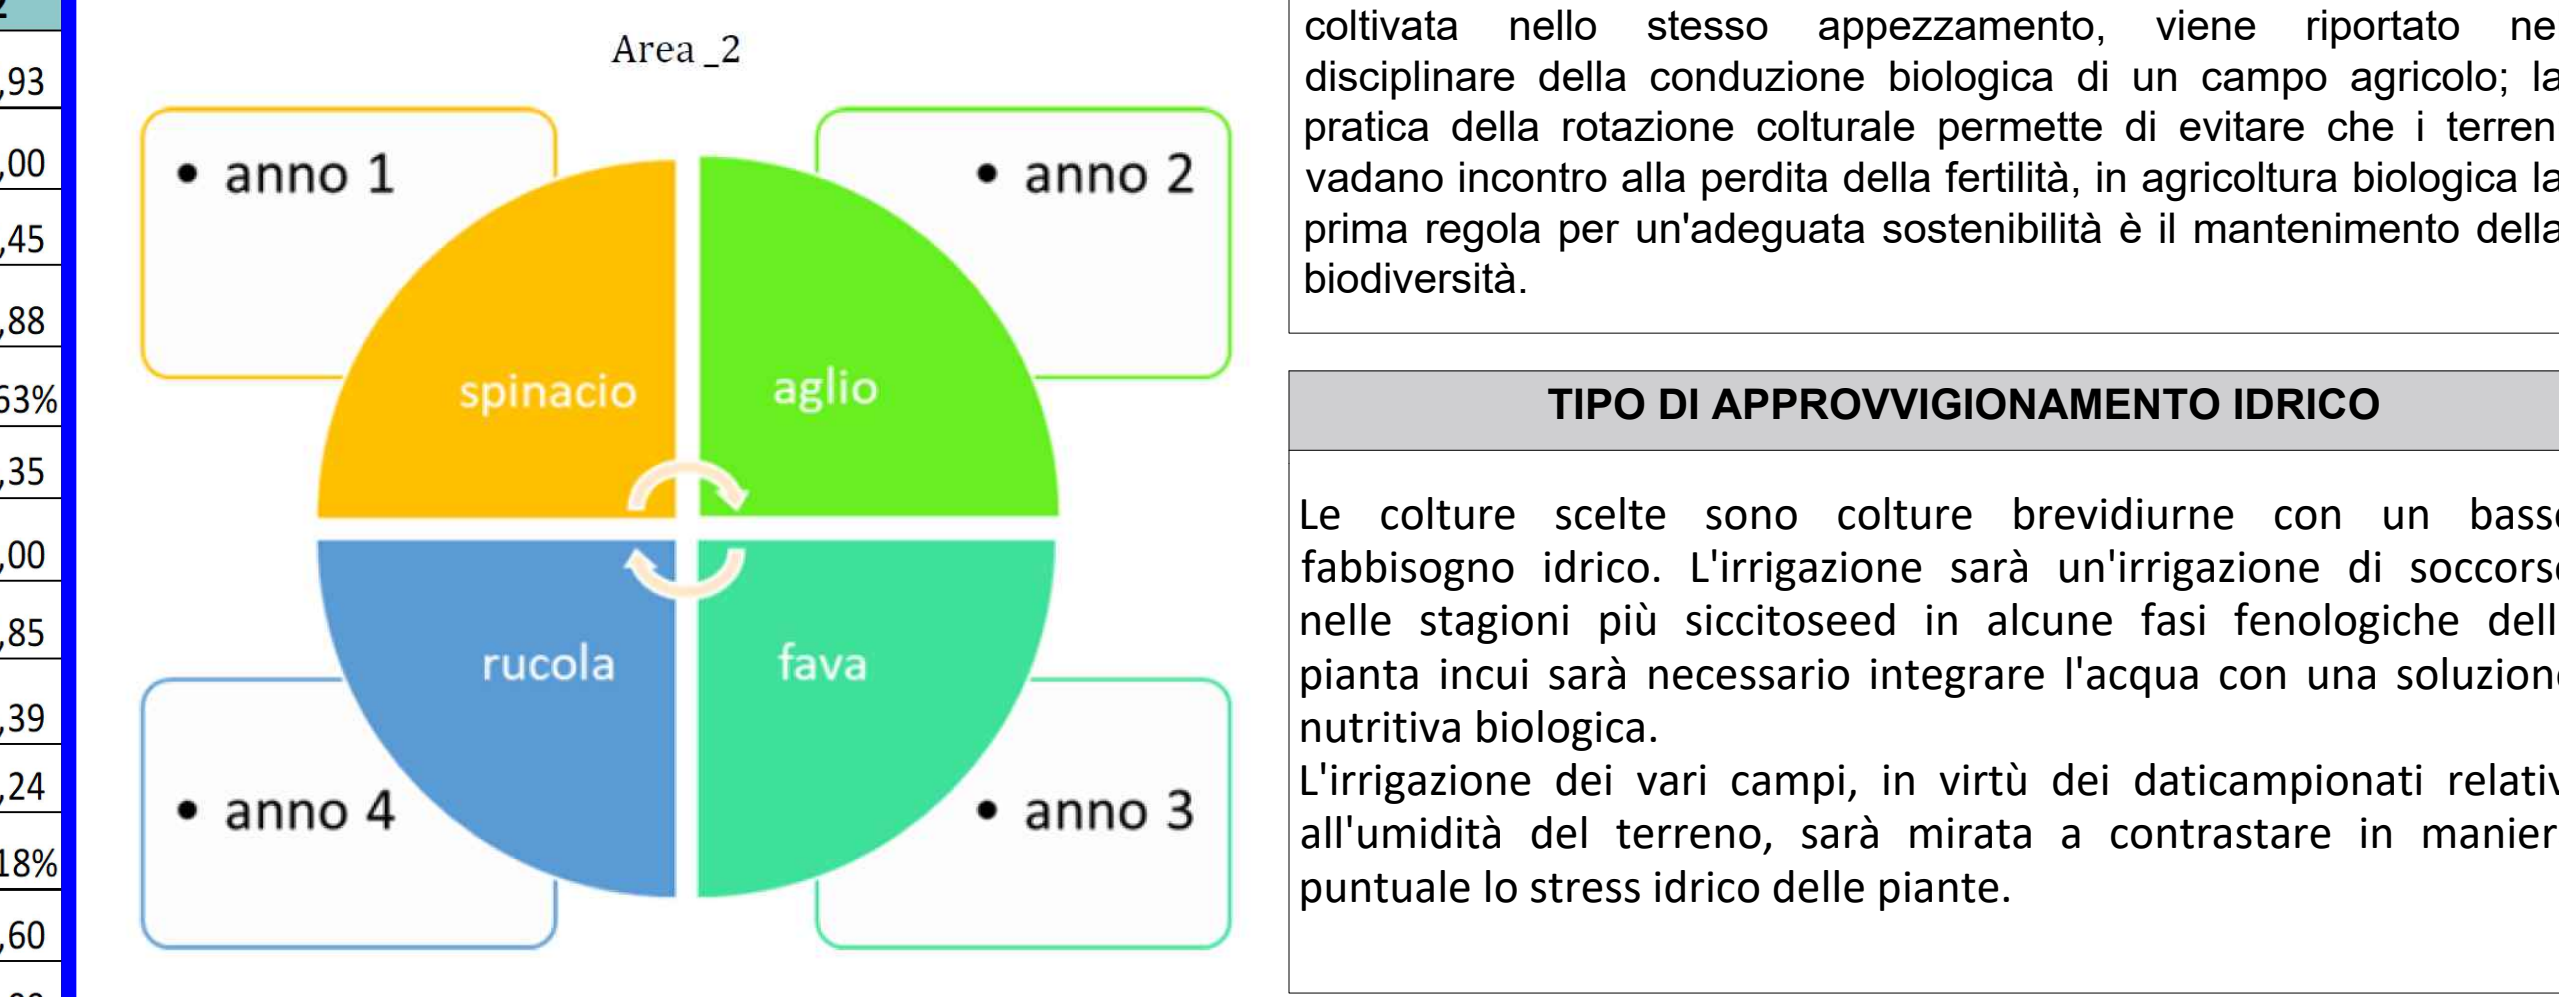 2
,93
,00
,45
,88
63%
,35
,00
,85
,39
,24
18%
,60
Area _2
• anno 1
• anno 2
spinacio
aglio
rucola
fava
• anno 4
• anno 3
coltivata nello stesso appezzamento, viene riportato ne
disciplinare della conduzione biologica di un campo agricolo; la
pratica della rotazione colturale permette di evitare che i terren
vadano incontro alla perdita della fertilità, in agricoltura biologica la
prima regola per un'adeguata sostenibilità è il mantenimento della
biodiversità.
TIPO DI APPROVVIGIONAMENTO IDRICO
Le colture scelte sono colture brevidiurne con un basso
fabbisogno idrico. L'irrigazione sarà un'irrigazione di soccorso
nelle stagioni più siccitoseed in alcune fasi fenologiche dell
pianta incui sarà necessario integrare l'acqua con una soluzione
nutritiva biologica.
L'irrigazione dei vari campi, in virtù dei daticampionati relativ
all'umidità del terreno, sarà mirata a contrastare in manier
puntuale lo stress idrico delle piante.